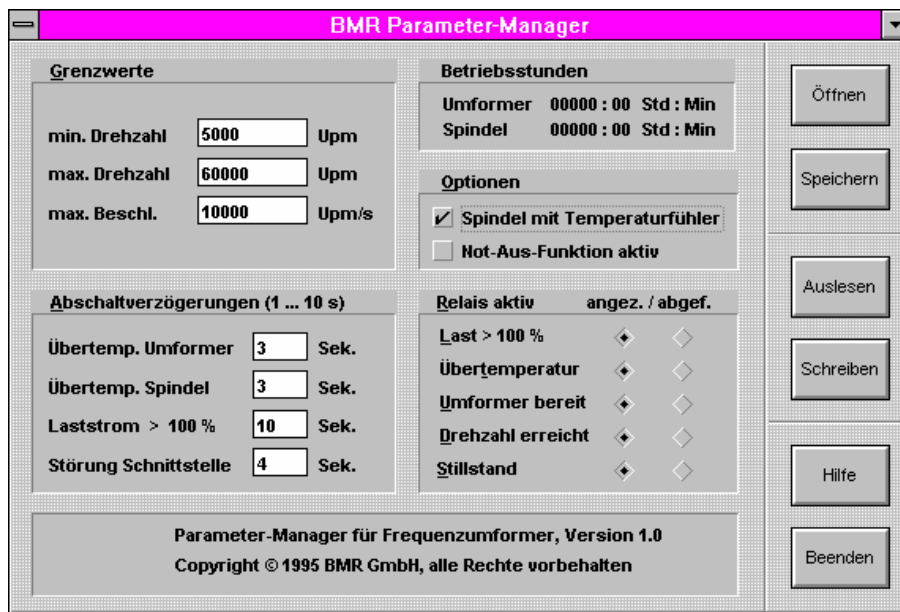 BMR Parameter-Manager
Grenzwerte
min. Drehzahl 5000 Upm
max. Drehzahl 60000 Upm
max. Beschl. 10000 Upm/s
Betriebsstunden
Umformer 00000 : 00 Std : Min
Spindel 00000 : 00 Std : Min
Optionen
Spindel mit Temperaturfühler
Not-Aus-Funktion aktiv
Abschaltverzögerungen (1 ... 10 s)
Übertemp. Umformer 3 Sek.
Übertemp. Spindel 3 Sek.
Laststrom > 100 % 10 Sek.
Störung Schnittstelle 4 Sek.
Relais aktiv angez. / abgef.
Last > 100 %
Übertemperatur
Umformer bereit
Drehzahl erreicht
Stillstand
Parameter-Manager für Frequenzumformer, Version 1.0
Copyright © 1995 BMR GmbH, alle Rechte vorbehalten
Öffnen
Speichern
Auslesen
Schreiben
Hilfe
Beenden